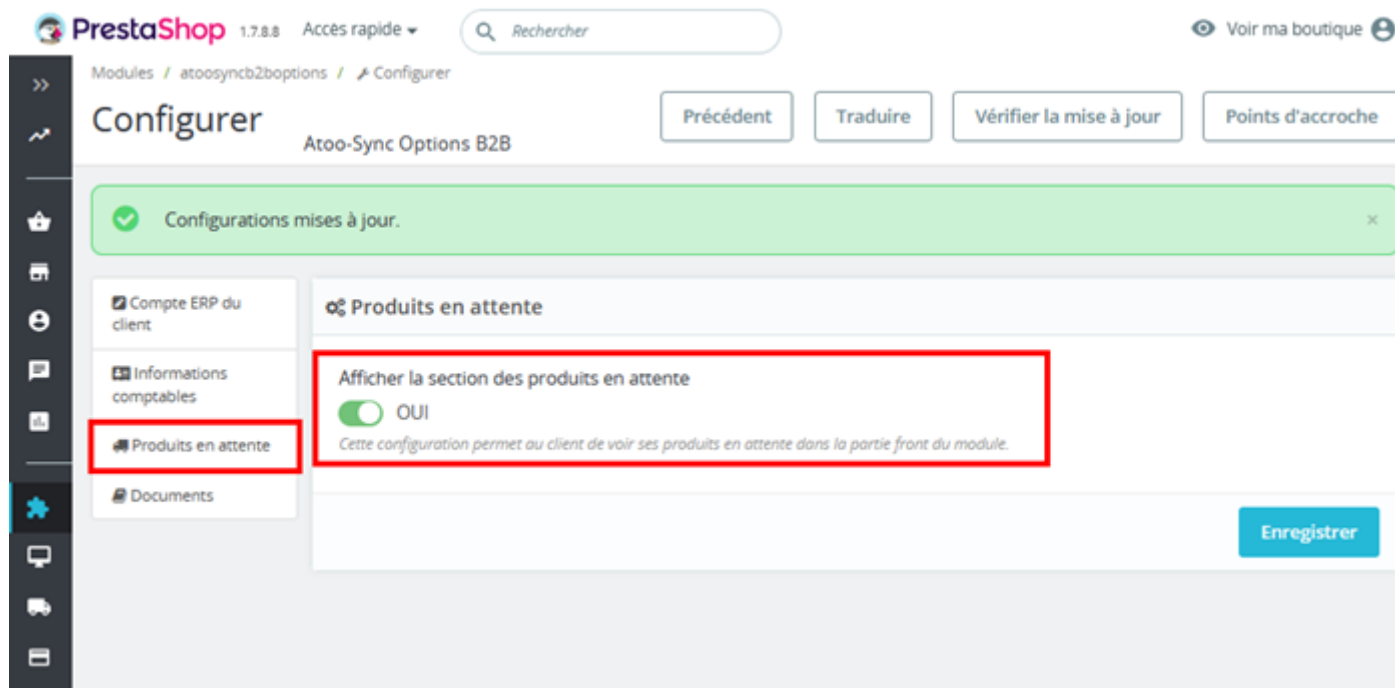 PrestaShop 1.7.8.8 Accès rapide Rechercher Voir ma boutique
Modules / atoosyncb2boptions / Configurer
Configurer
Atoo-Sync Options B2B
Précédent Traduire Vérifier la mise à jour Points d'accroche
Configurations mises à jour. ×
Compte ERP du
client
Informations
comptables
Produits en attente
Documents
Produits en attente
Afficher la section des produits en attente
OUI
Cette configuration permet au client de voir ses produits en attente dans la partie front du module.
Enregistrer